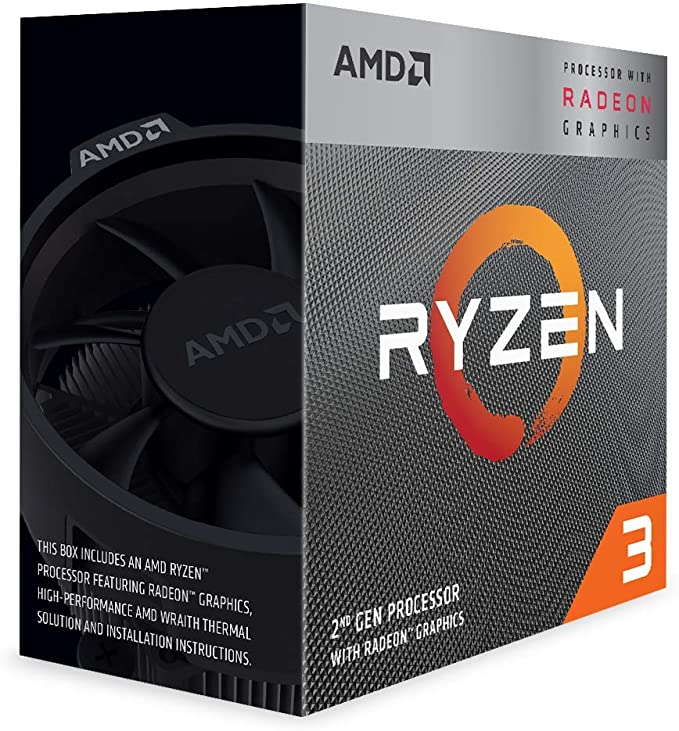 AMD
AMD
THIS BOX INCLUDES AN AMD RYZEN™
PROCESSOR FEATURING RADEON™ GRAPHICS,
HIGH-PERFORMANCE AMD WRAITH THERMAL
SOLUTION AND INSTALLATION INSTRUCTIONS.
AMD
PROCESSOR WITH
RADEON
GRAPHICS
RYZEN
3
2ND GEN PROCESSOR
WITH RADEON™ GRAPHICS